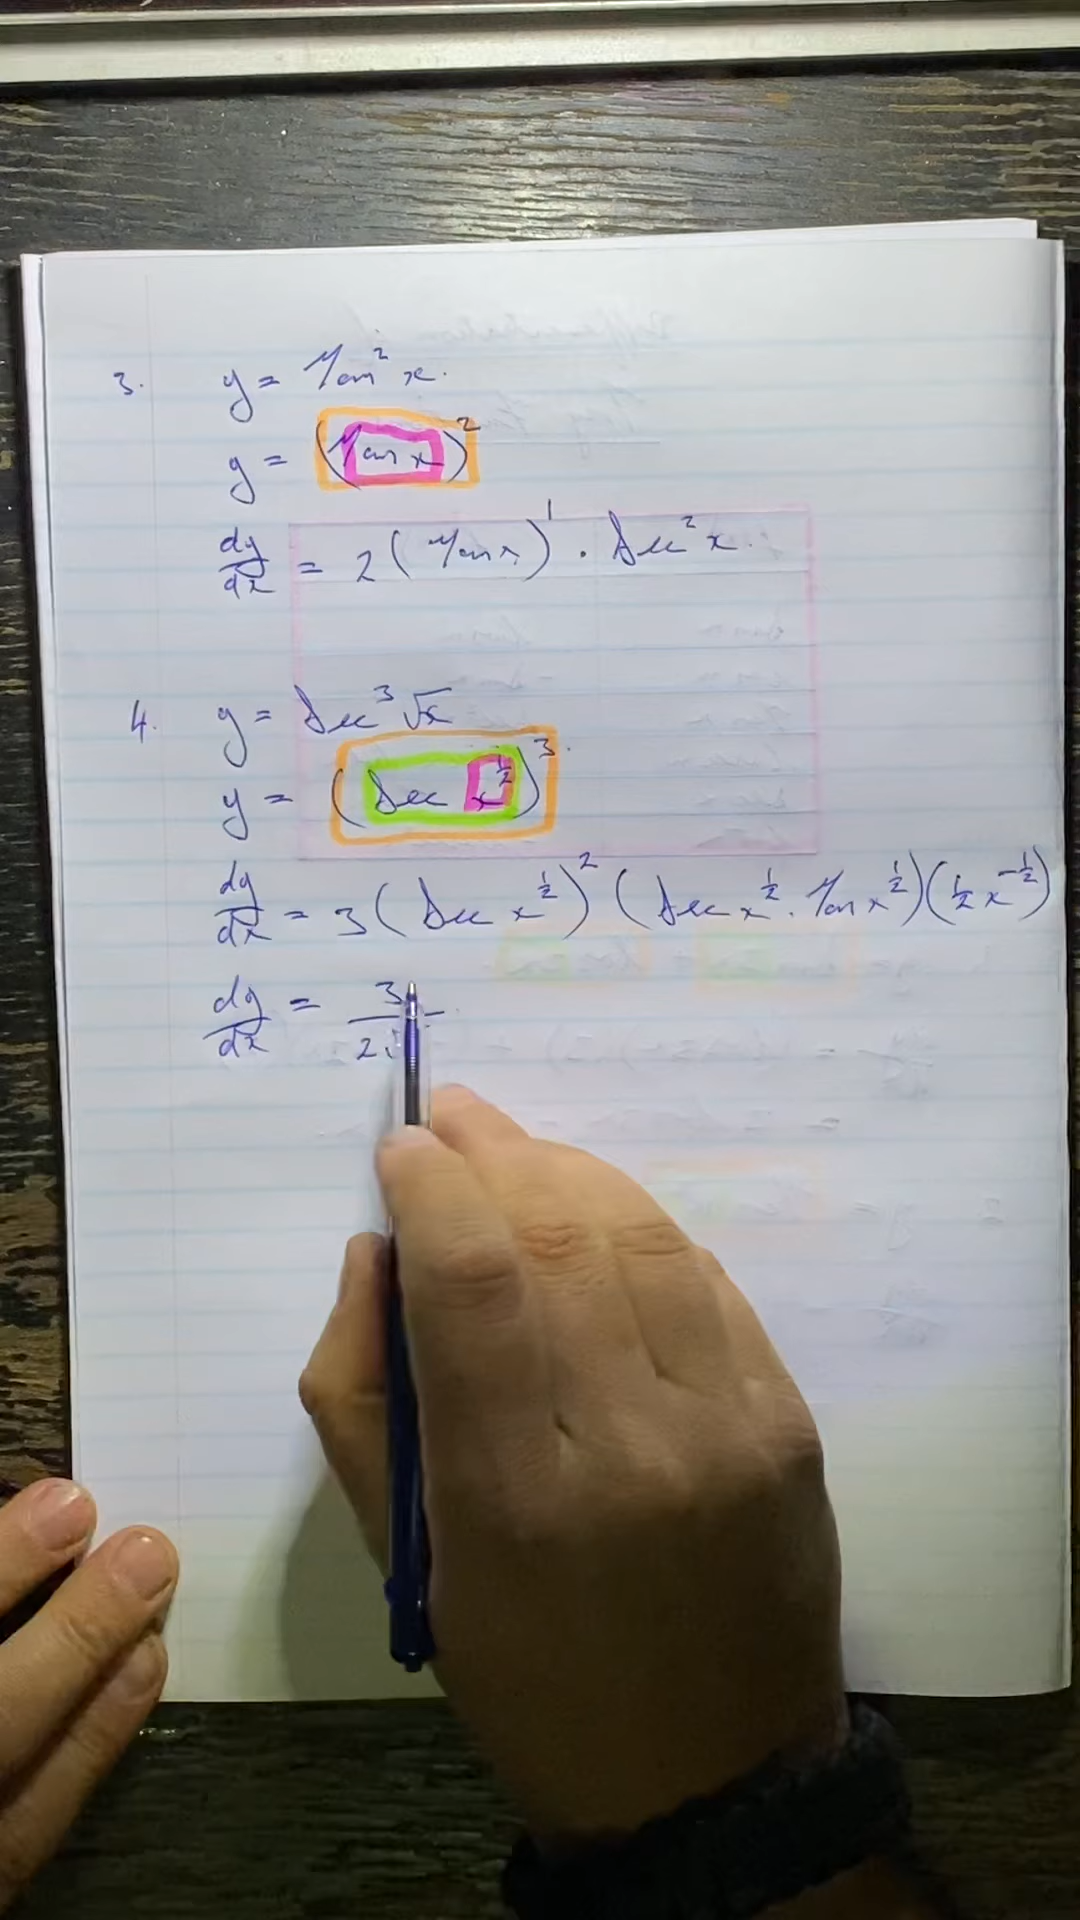 3. y = Tan² x.
y = (Tan x)²
dy/dx = 2 (Tan x)¹ . Sec² x.
4. y = Sec³ √x
y = (Sec x^½)³.
dy/dx = 3 (Sec x^½)² (Sec x^½ . Tan x^½)(½ x^-½)
dy/dx = 3/2